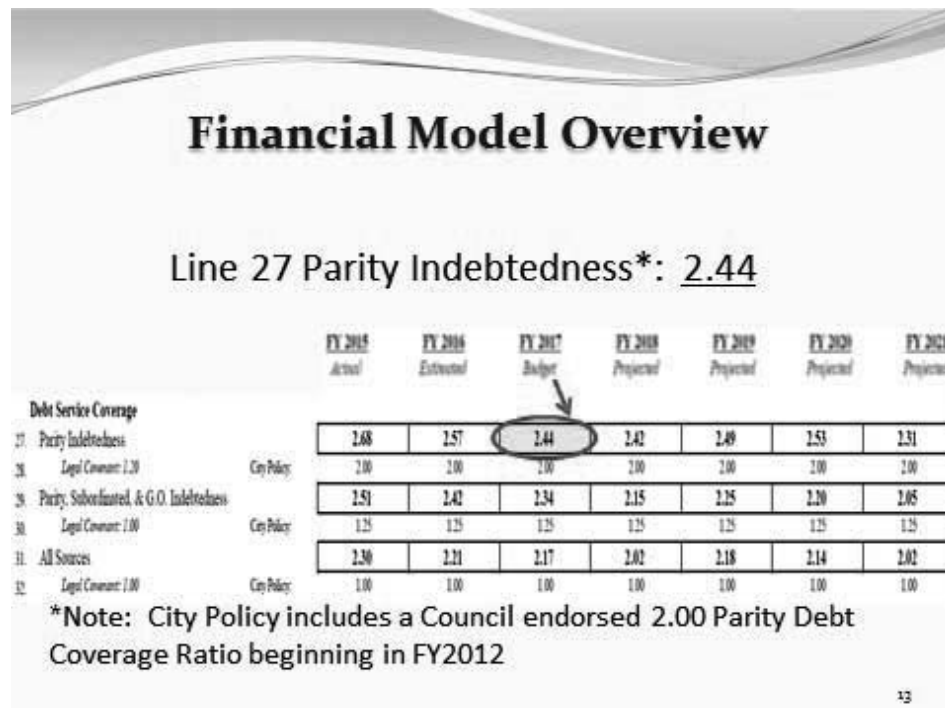 Financial Model Overview
Line 27 Parity Indebtedness*: 2.44
FY 2015 FY 2016 FY 2017 FY 2018 FY 2019 FY 2020 FY 2021
Actual Estimated Budget Projected Projected Projected Projected
Debt Service Coverage
27. Parity Indebtedness 2.68 2.57 2.44 2.42 2.49 2.53 2.31
28. Legal Covenant: 1.20 City Policy: 2.00 2.00 2.00 2.00 2.00 2.00 2.00
29. Parity, Subordinated, & G.O. Indebtedness 2.51 2.42 2.34 2.15 2.25 2.20 2.05
30. Legal Covenant: 1.00 City Policy: 1.25 1.25 1.25 1.25 1.25 1.25 1.25
31. All Sources 2.30 2.21 2.17 2.02 2.18 2.14 2.02
32. Legal Covenant: 1.00 City Policy: 1.00 1.00 1.00 1.00 1.00 1.00 1.00
*Note: City Policy includes a Council endorsed 2.00 Parity Debt
Coverage Ratio beginning in FY2012
13